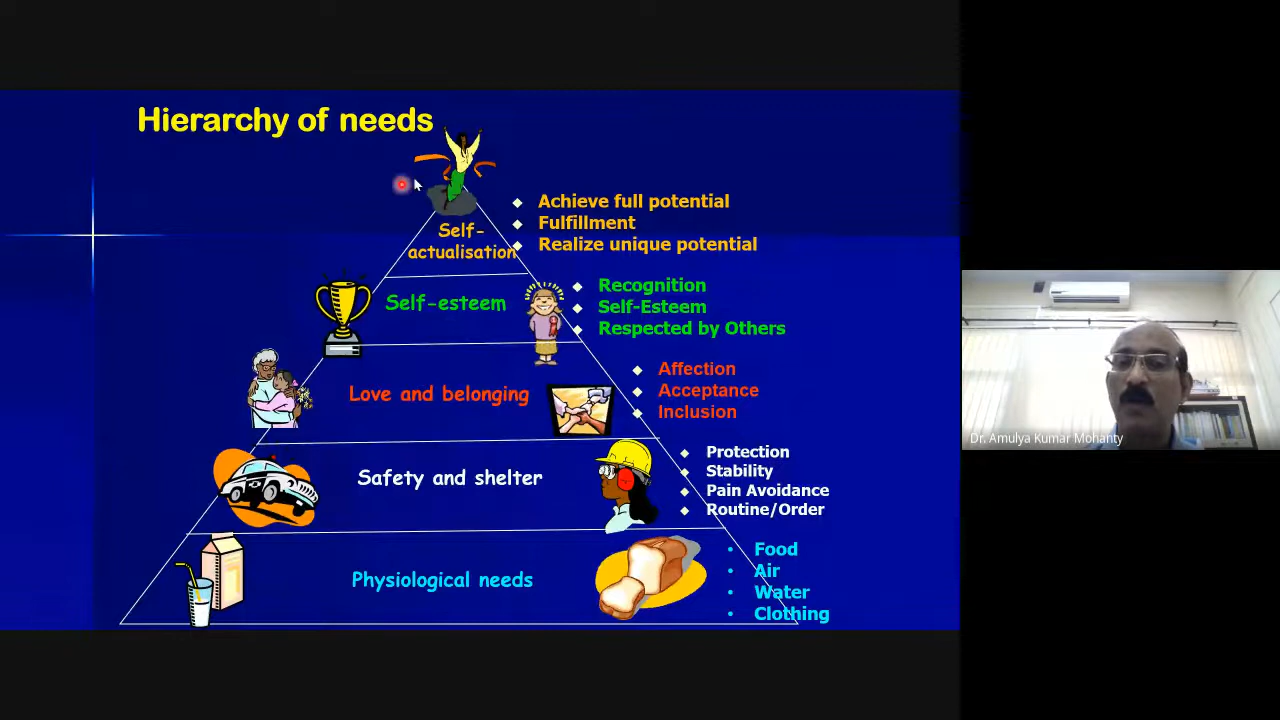 Hierarchy of needs
Self-
actualisation
Achieve full potential
Fulfillment
Realize unique potential
Self-esteem
Recognition
Self-Esteem
Respected by Others
Love and belonging
Affection
Acceptance
Inclusion
Safety and shelter
Protection
Stability
Pain Avoidance
Routine/Order
Physiological needs
Food
Air
Water
Clothing
Dr. Amulya Kumar Mohanty